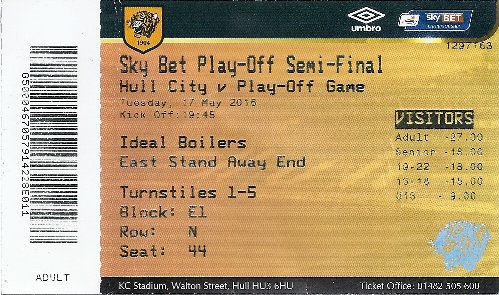 1904
umbro
sky BET
1297163
Sky Bet Play-Off Semi-Final
Hull City v Play-Off Game
Tuesday, 17 May 2016
Kick Off:19:45
VISITORS
Adult -27.00
Senior -18.00
19-22 -18.00
Ideal Boilers
East Stand Away End
Turnstiles 1-5
Block: E1
Row: N
Seat: 44
ADULT
KC Stadium, Walton Street, Hull HU3 6HU
Ticket Office: 01482 505 600